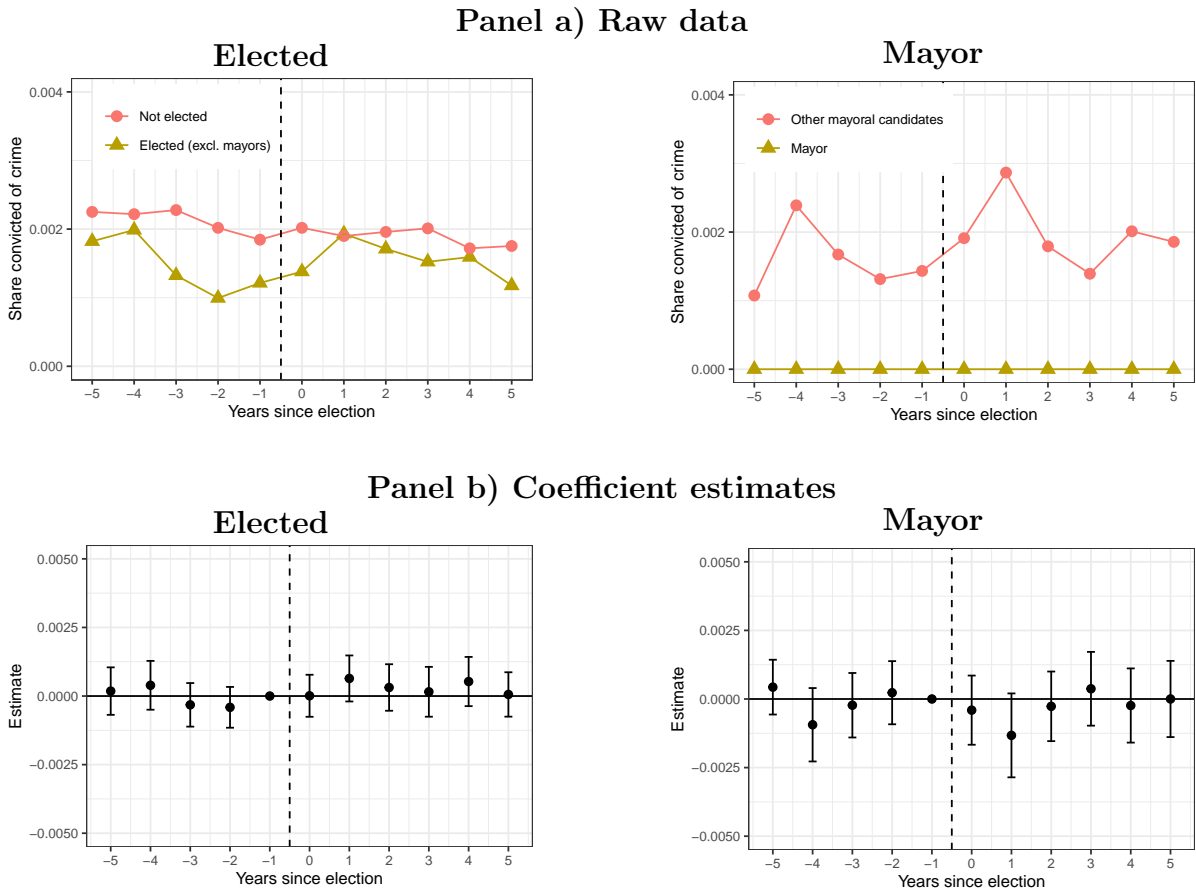 Panel a) Raw data
Elected
Mayor
Share convicted of crime
0.004
0.002
0.000
Not elected
Elected (excl. mayors)
−5 −4 −3 −2 −1 0 1 2 3 4 5
Years since election
Share convicted of crime
0.004
0.002
0.000
Other mayoral candidates
Mayor
−5 −4 −3 −2 −1 0 1 2 3 4 5
Years since election
Panel b) Coefficient estimates
Elected
Mayor
Estimate
0.0050
0.0025
0.0000
−0.0025
−0.0050
−5 −4 −3 −2 −1 0 1 2 3 4 5
Years since election
Estimate
0.0050
0.0025
0.0000
−0.0025
−0.0050
−5 −4 −3 −2 −1 0 1 2 3 4 5
Years since election